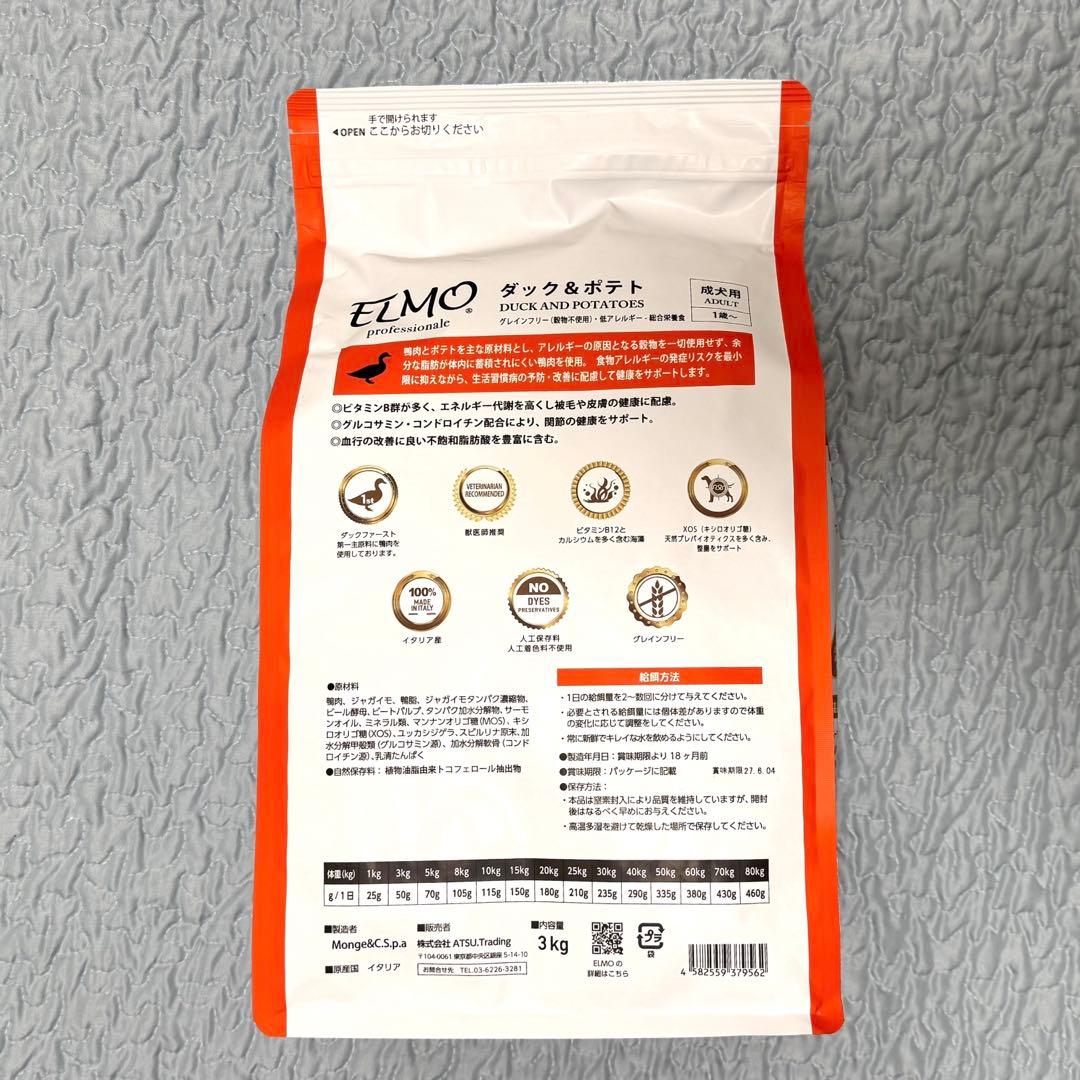 手で開けられます
◀OPEN ここからお切りください
ELMO®
professionale
ダック＆ポテト
DUCK AND POTATOES
グレインフリー（穀物不使用）・低アレルギー - 総合栄養食
成犬用
ADULT
1歳～
鴨肉とポテトを主な原材料とし、アレルギーの原因となる穀物を一切使用せず、余
分な脂肪が体内に蓄積されにくい鴨肉を使用。 食物アレルギーの発症リスクを最小
限に抑えながら、生活習慣病の予防・改善に配慮して健康をサポートします。
◎ビタミンB群が多く、エネルギー代謝を高くし被毛や皮膚の健康に配慮。
◎グルコサミン・コンドロイチン配合により、関節の健康をサポート。
◎血行の改善に良い不飽和脂肪酸を豊富に含む。
1st
ダックファースト
第一主原料に鴨肉を
使用しております。
VETERINARIAN
RECOMMENDED
獣医師推奨
ビタミンB12と
カルシウムを多く含む海藻
XOS（キシロオリゴ糖）
天然プレバイオティクスを多く含み、
整腸をサポート
100%
MADE
IN ITALY
イタリア産
NO
DYES
PRESERVATIVES
人工保存料
人工着色料不使用
グレインフリー
●原材料
鴨肉、ジャガイモ、鴨脂、ジャガイモタンパク濃縮物、
ビール酵母、ビートパルプ、タンパク加水分解物、サーモ
ンオイル、ミネラル類、マンナンオリゴ糖(MOS)、キシ
ロオリゴ糖(XOS)、ユッカシジゲラ、スピルリナ原末、加
水分解甲殻類(グルコサミン源)、加水分解軟骨(コンド
ロイチン源)、乳清たんぱく
●自然保存料： 植物油脂由来トコフェロール抽出物
給餌方法
・1日の給餌量を2～数回に分けて与えてください。
・必要とされる給餌量には個体差がありますので体重
の変化に応じて調整をしてください。
・常に新鮮でキレイな水を飲めるようにしてください。
●製造年月日：賞味期限より 18 ヶ月前
●賞味期限：パッケージに記載 賞味期限27.6.04
●保存方法：
・本品は窒素封入により品質を維持していますが、開封
後はなるべく早めにお与えください。
・高温多湿を避けて乾燥した場所で保存してください。
体重(kg) 1kg 3kg 5kg 8kg 10kg 15kg 20kg 25kg 30kg 40kg 50kg 60kg 70kg 80kg
g / 1日 25g 50g 70g 105g 115g 150g 180g 210g 235g 290g 335g 380g 430g 460g
■製造者
Monge&C.S.p.a
■原産国 イタリア
■販売者
株式会社 ATSU.Trading
〒104-0061 東京都中央区銀座 5-14-10
お問合せ先 TEL.03-6226-3281
■内容量
3kg
ELMO の
詳細はこちら
プラ
袋
4 582559 379562